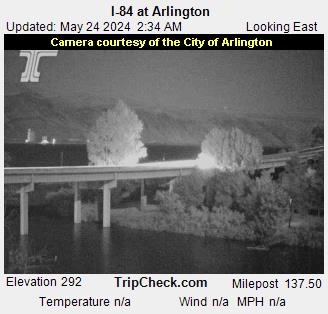 I-84 at Arlington
Updated: May 24 2024 2:34 AM Looking East
Camera courtesy of the City of Arlington
Elevation 292 TripCheck.com Milepost 137.50
Temperature n/a Wind n/a MPH n/a